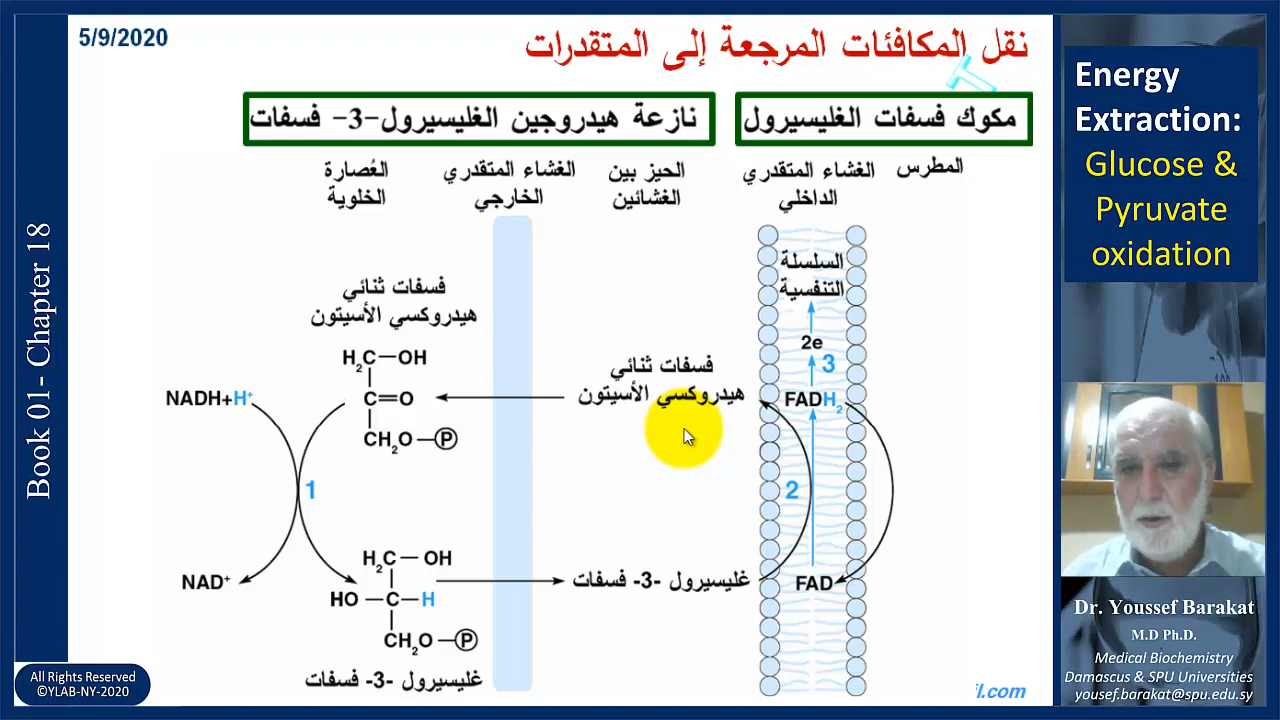 5/9/2020
نقل المكافئات المرجعة إلى المتقدرات
مكوك فسفات الغليسيرول
نازعة هيدروجين الغليسيرول-3- فسفات
المطرس
الغشاء المتقدري
الداخلي
الحيز بين
الغشائين
الغشاء المتقدري
الخارجي
العُصارة
الخلوية
السلسلة
التنفسية
2e
3
FADH₂
2
FAD
فسفات ثنائي
هيدروكسي الأسيتون
غليسيرول -3- فسفات
فسفات ثنائي
هيدروكسي الأسيتون
H₂C—OH
C=O
CH₂O—P
NADH+H⁺
1
NAD⁺
H₂C—OH
HO—C—H
CH₂O—P
غليسيرول -3- فسفات
l.com
Book 01- Chapter 18
All Rights Reserved
©YLAB-NY-2020
Energy
Extraction:
Glucose &
Pyruvate
oxidation
Dr. Youssef Barakat
M.D Ph.D.
Medical Biochemistry
Damascus & SPU Universities
yousef.barakat@spu.edu.sy